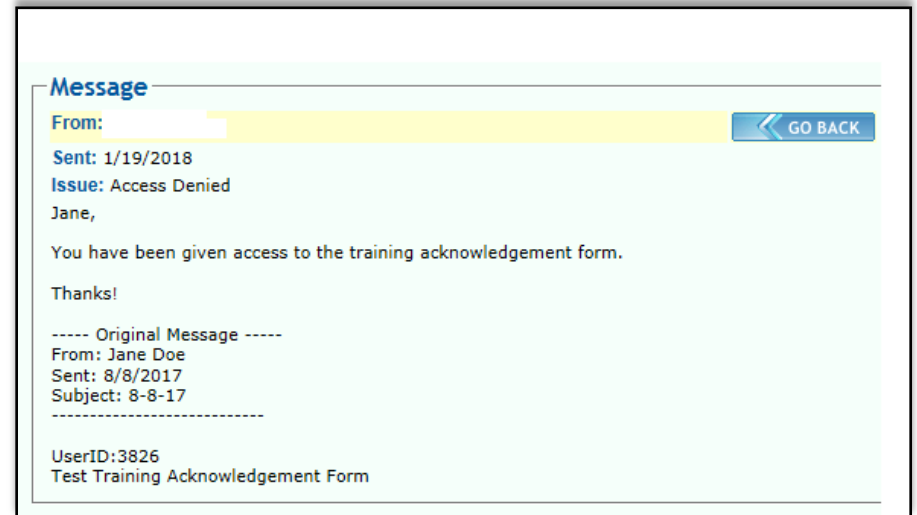 Message
From:
GO BACK
Sent: 1/19/2018
Issue: Access Denied
Jane,
You have been given access to the training acknowledgement form.
Thanks!
----- Original Message -----
From: Jane Doe
Sent: 8/8/2017
Subject: 8-8-17
----------------------------
UserID:3826
Test Training Acknowledgement Form